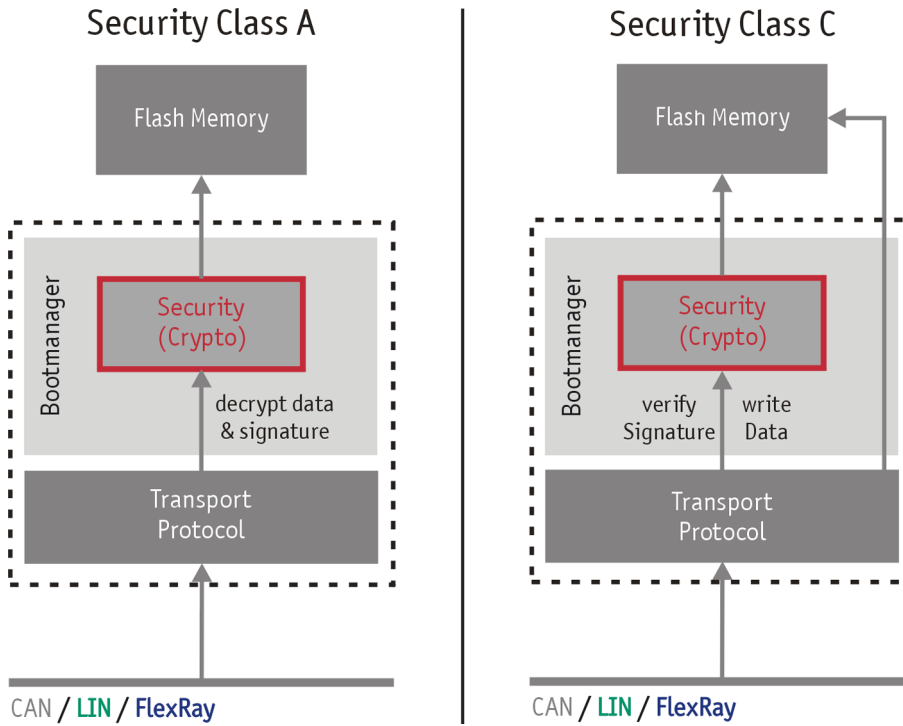 Security Class A
Flash Memory
Bootmanager
Security
(Crypto)
decrypt data
& signature
Transport
Protocol
CAN / LIN / FlexRay
Security Class C
Flash Memory
Bootmanager
Security
(Crypto)
verify write
Signature Data
Transport
Protocol
CAN / LIN / FlexRay